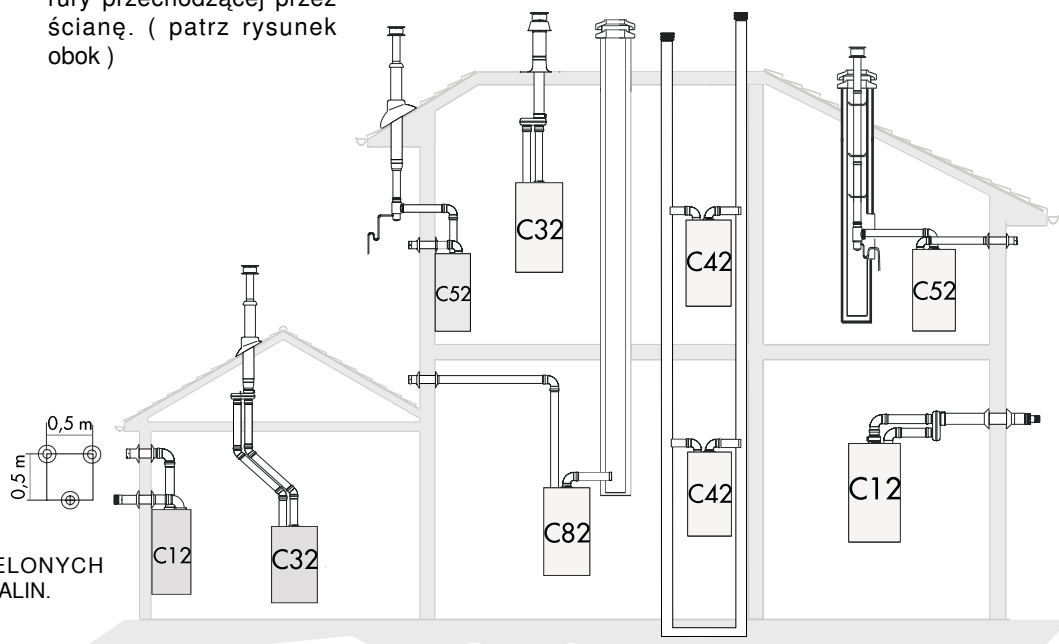 rury przechodzącej przez
ścianę. ( patrz rysunek
obok )
C32
C42
C52
C52
0,5 m
0,5 m
C42
C12
C82
C12
C32
ELONYCH
ALIN.